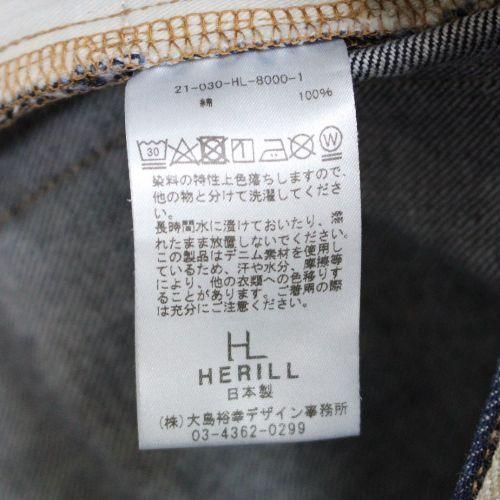 21-030-HL-8000-1
綿 100%
30 W
染料の特性上色落ちしますので、
他の物と分けて洗濯してくださ
い。
長時間水に漬けておいたり、濡
れたまま放置しないでください。
この製品はデニム素材を使用し
ているため、汗や水分、摩擦等
により、他の衣類への色移りす
ることがあります。ご着用の際
は充分にご注意ください。
HL
HERILL
日本製
(株)大島裕幸デザイン事務所
03-4362-0299